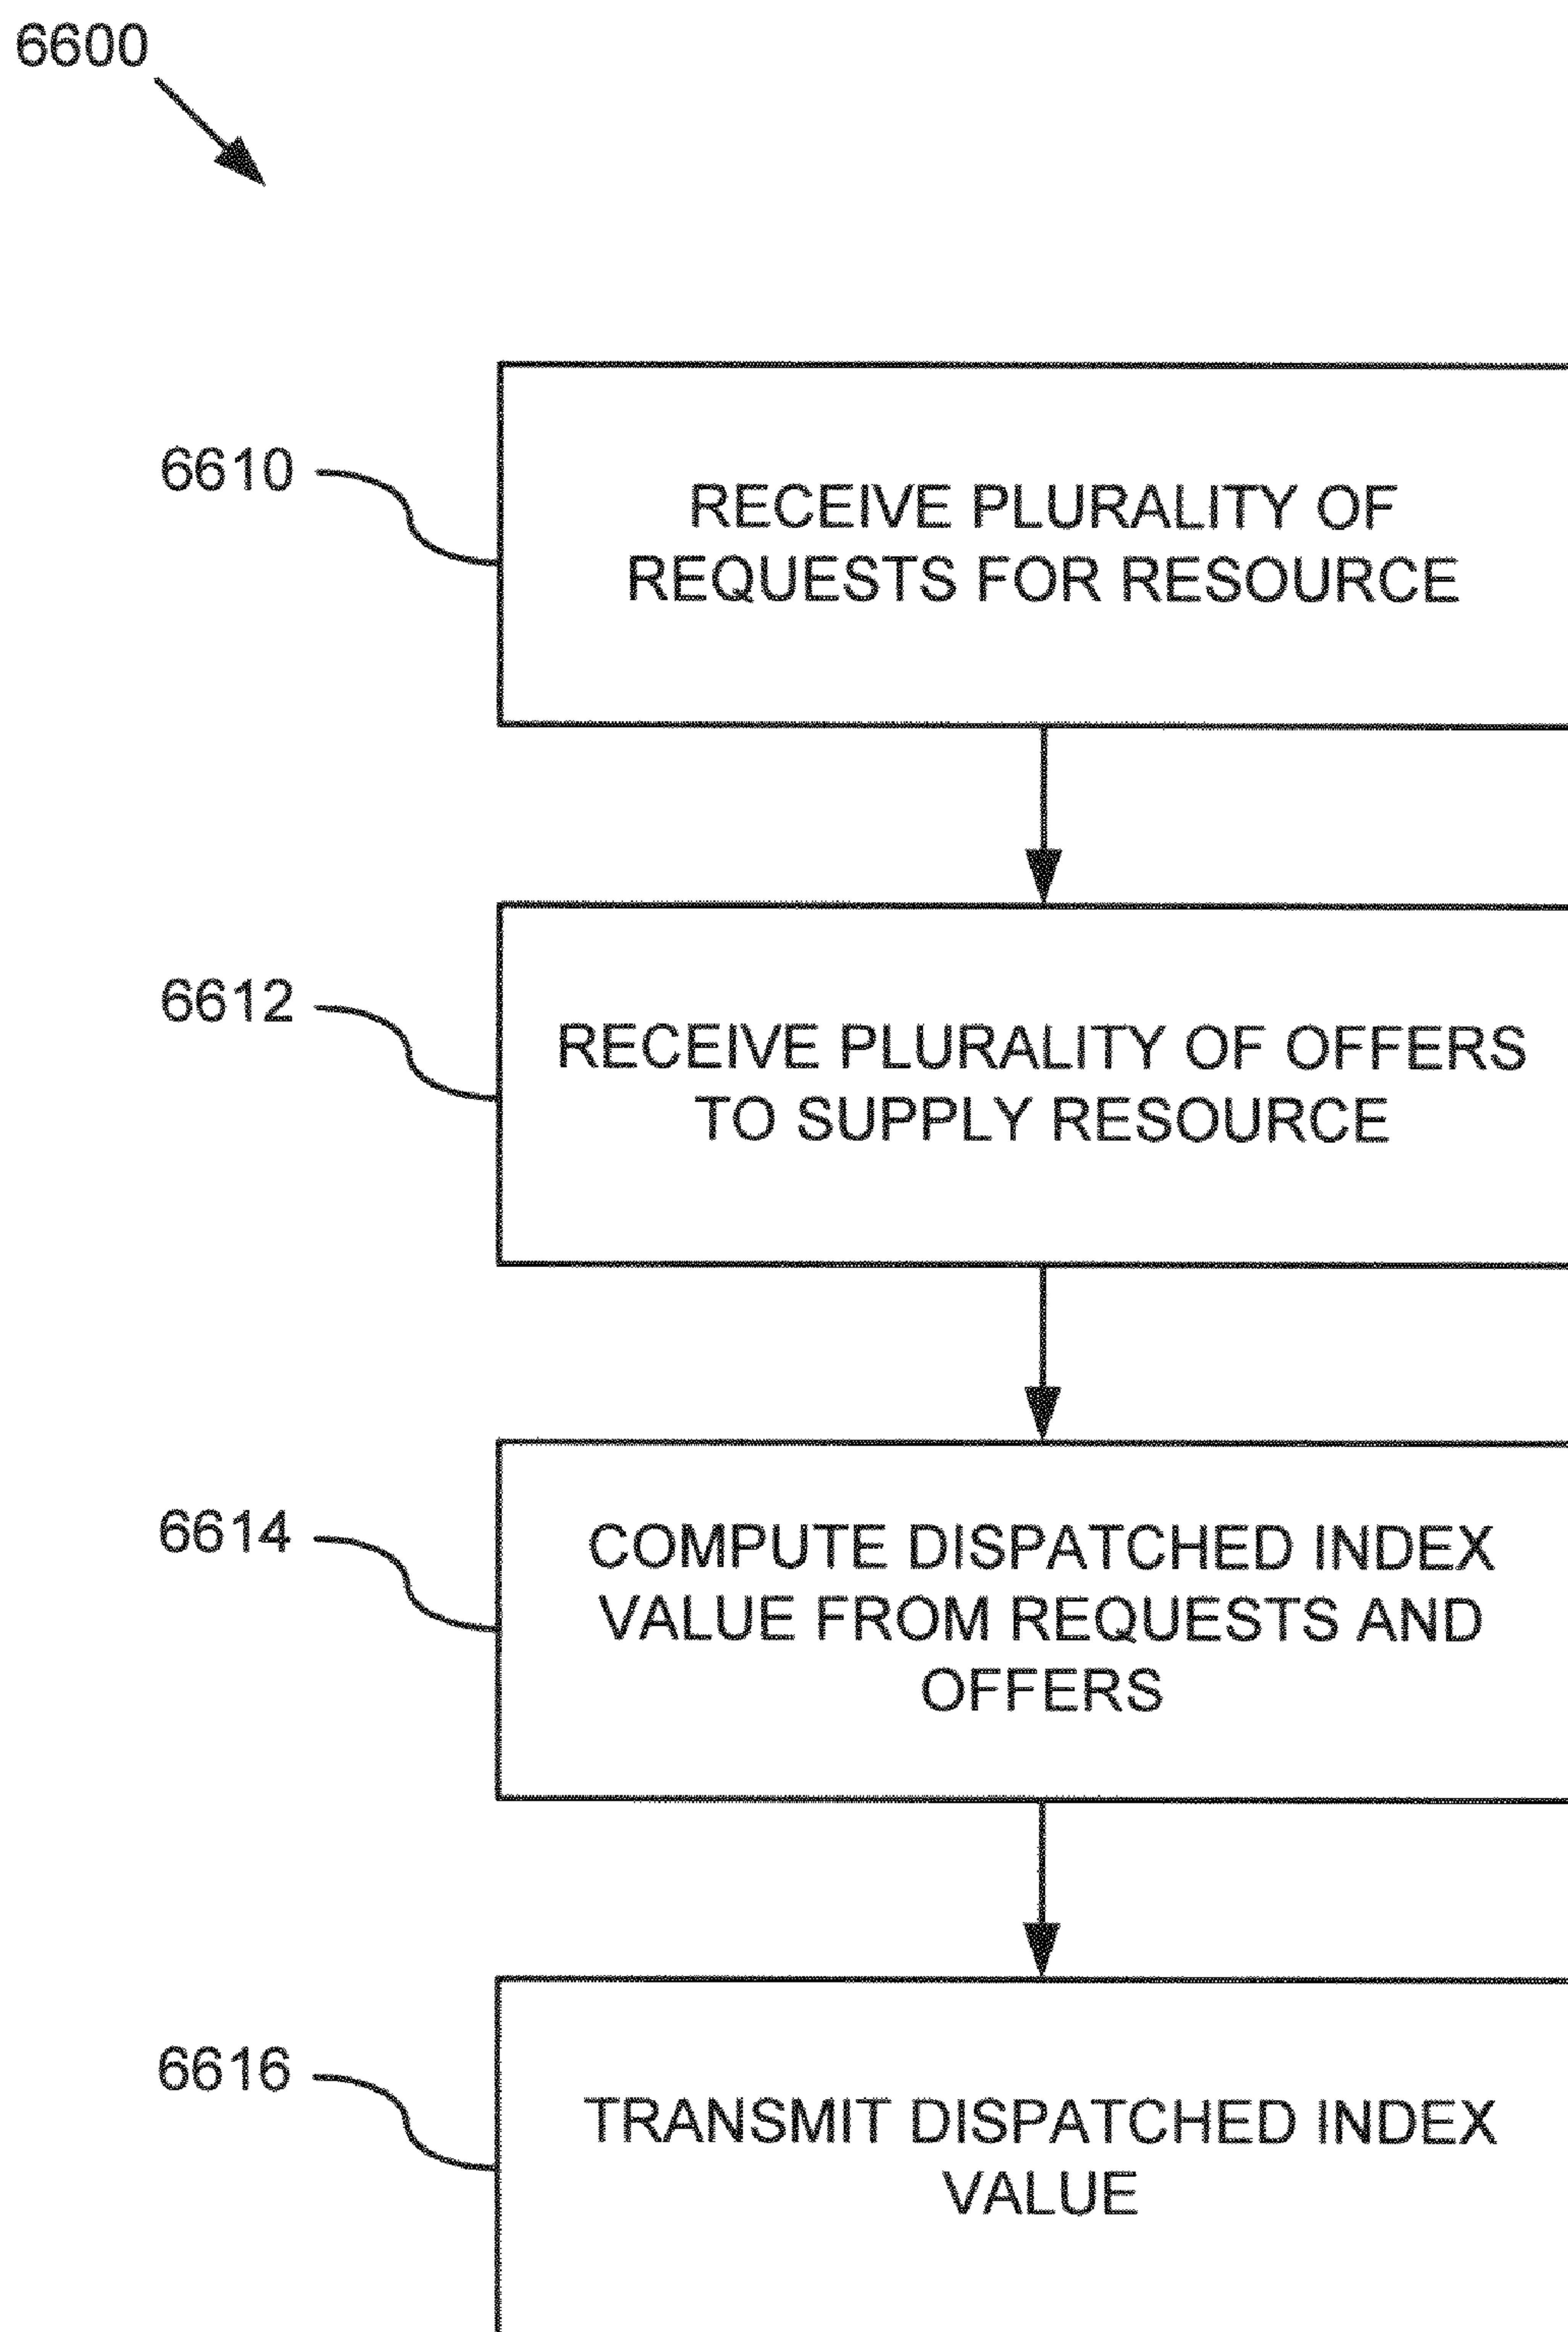 6600
6610
RECEIVE PLURALITY OF
REQUESTS FOR RESOURCE
6612
RECEIVE PLURALITY OF OFFERS
TO SUPPLY RESOURCE
6614
COMPUTE DISPATCHED INDEX
VALUE FROM REQUESTS AND
OFFERS
6616
TRANSMIT DISPATCHED INDEX
VALUE